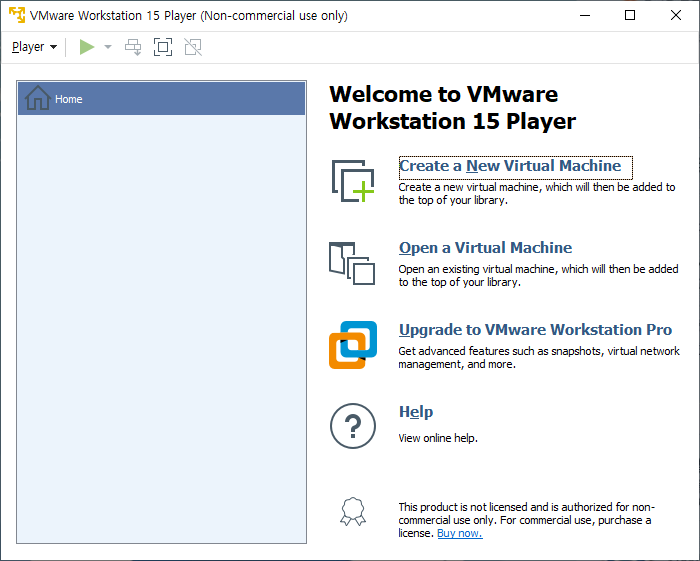 VMware Workstation 15 Player (Non-commercial use only)
Player
Home
Welcome to VMware
Workstation 15 Player
Create a New Virtual Machine
Create a new virtual machine, which will then be added to
the top of your library.
Open a Virtual Machine
Open an existing virtual machine, which will then be added
to the top of your library.
Upgrade to VMware Workstation Pro
Get advanced features such as snapshots, virtual network
management, and more.
Help
View online help.
This product is not licensed and is authorized for non-
commercial use only. For commercial use, purchase a
license. Buy now.